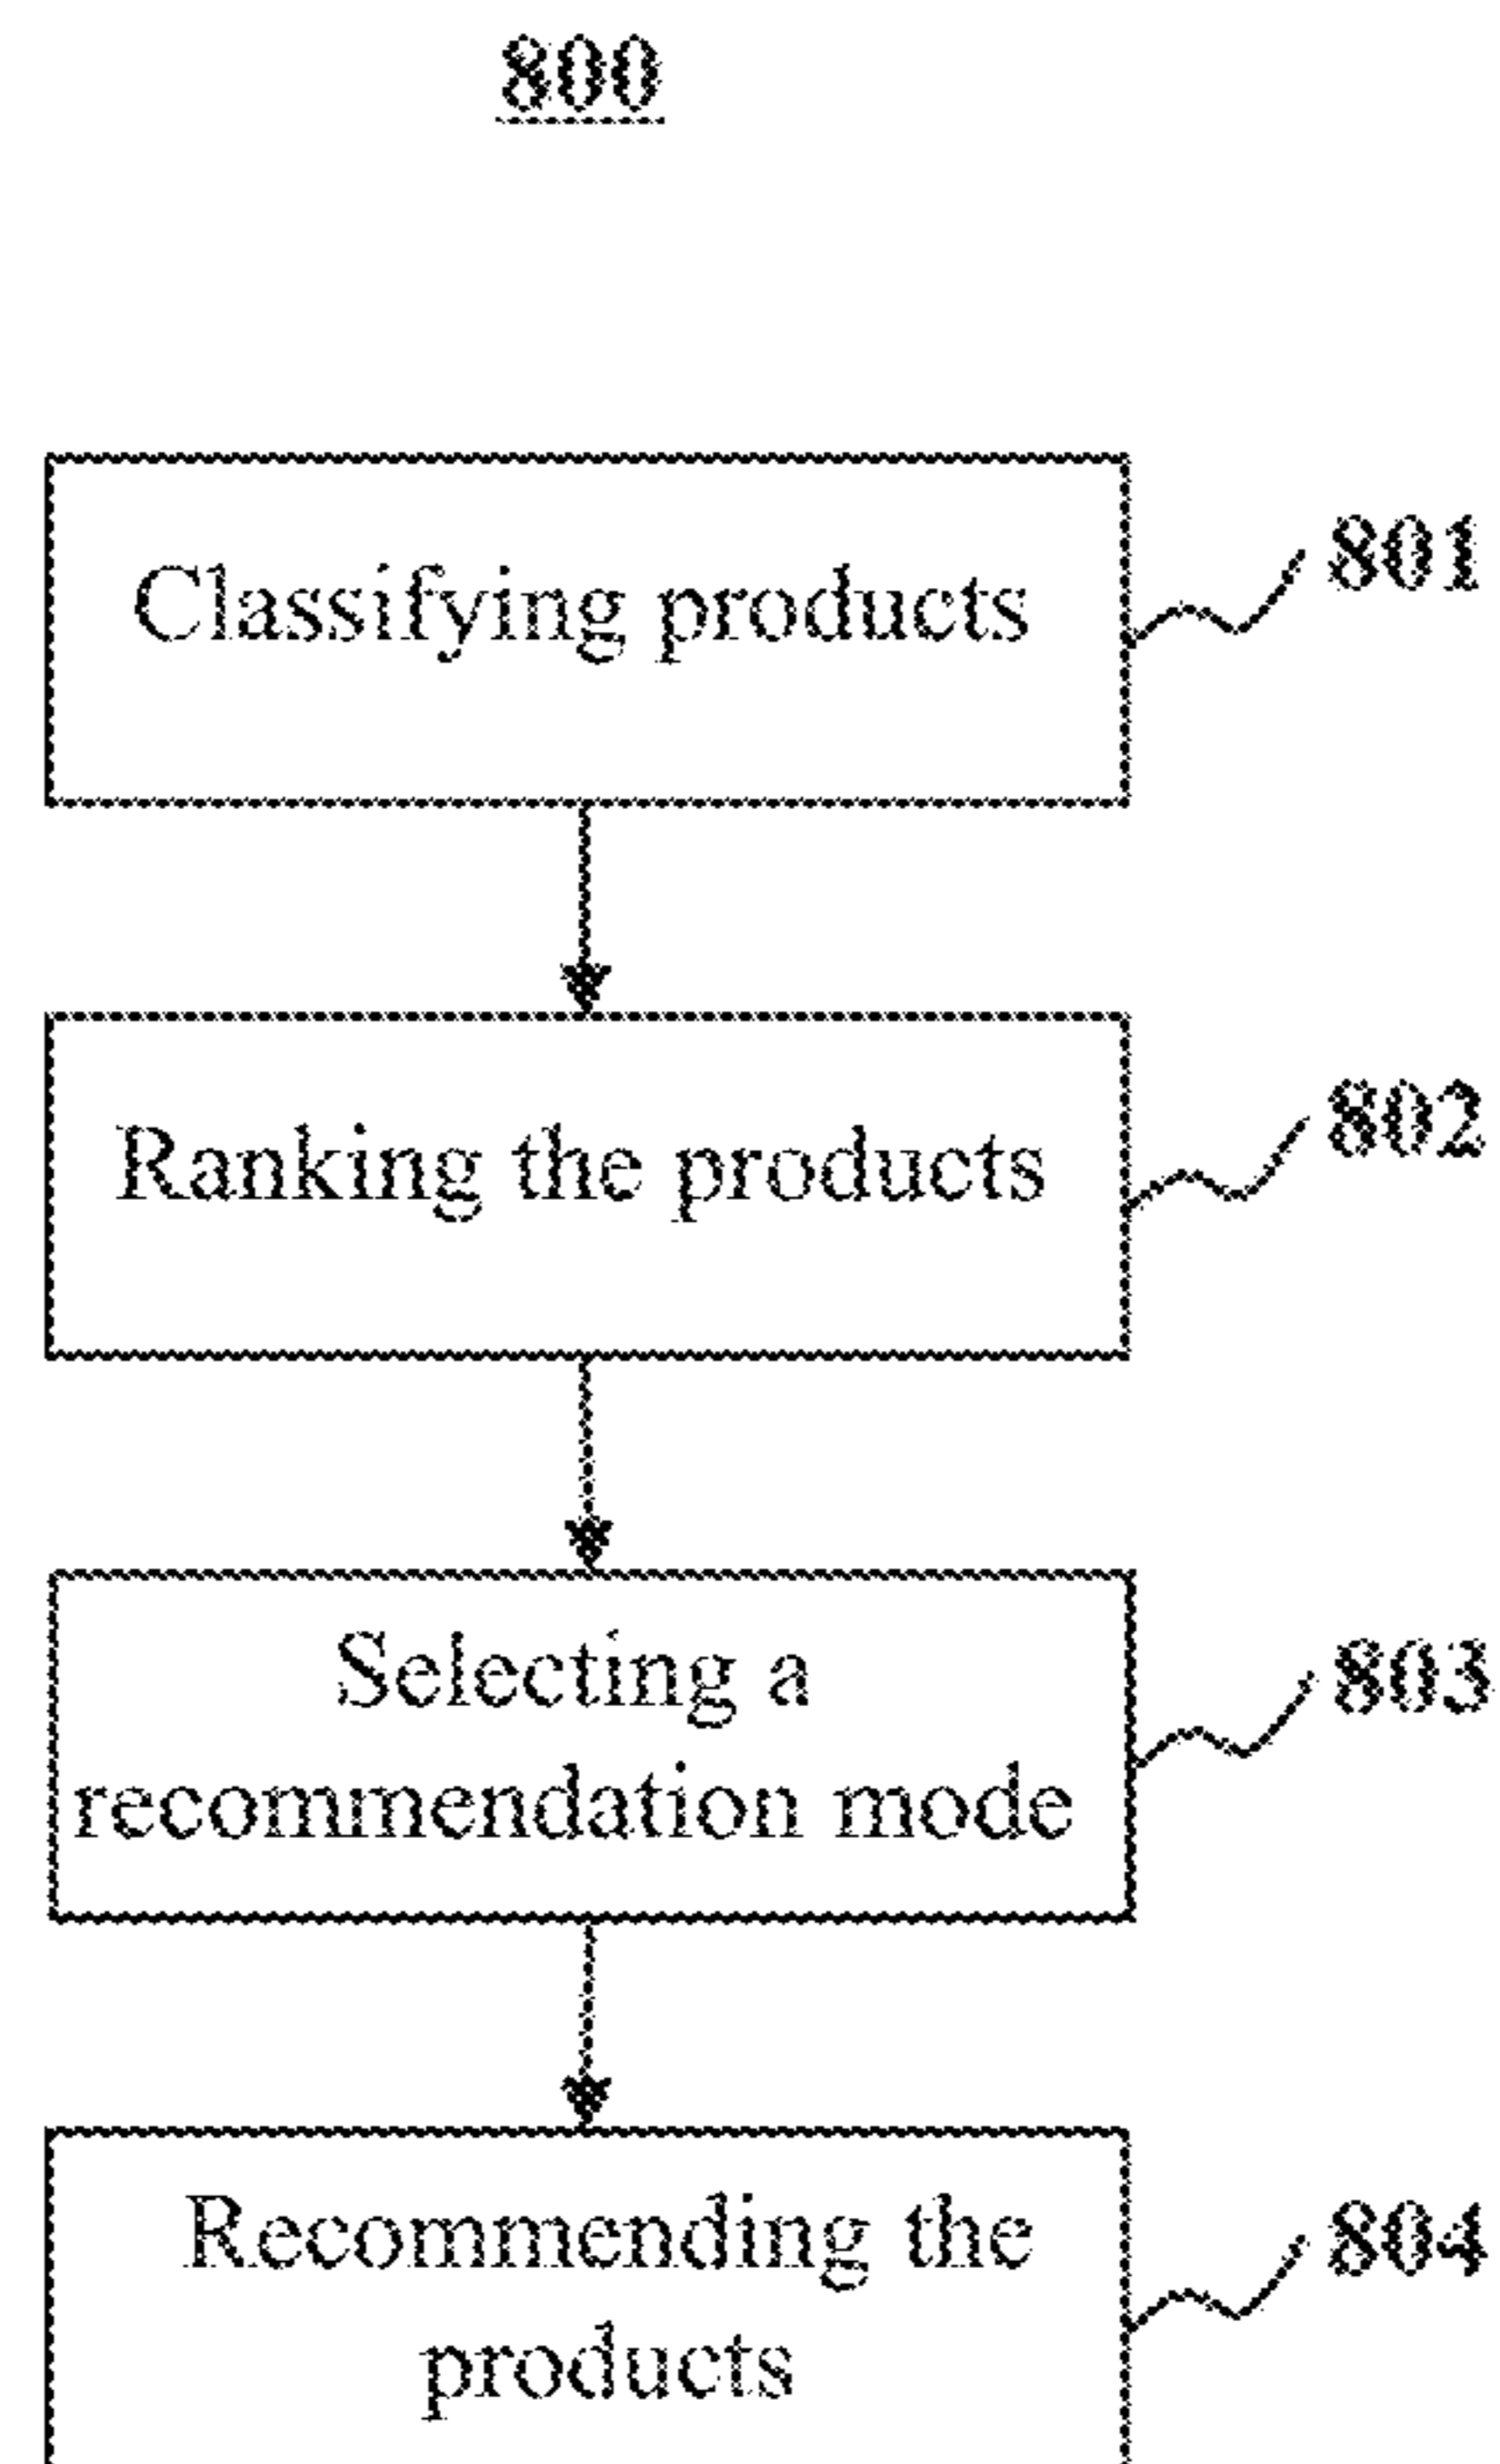 800
Classifying products
801
Ranking the products
802
Selecting a
recommendation mode
803
Recommending the
products
804